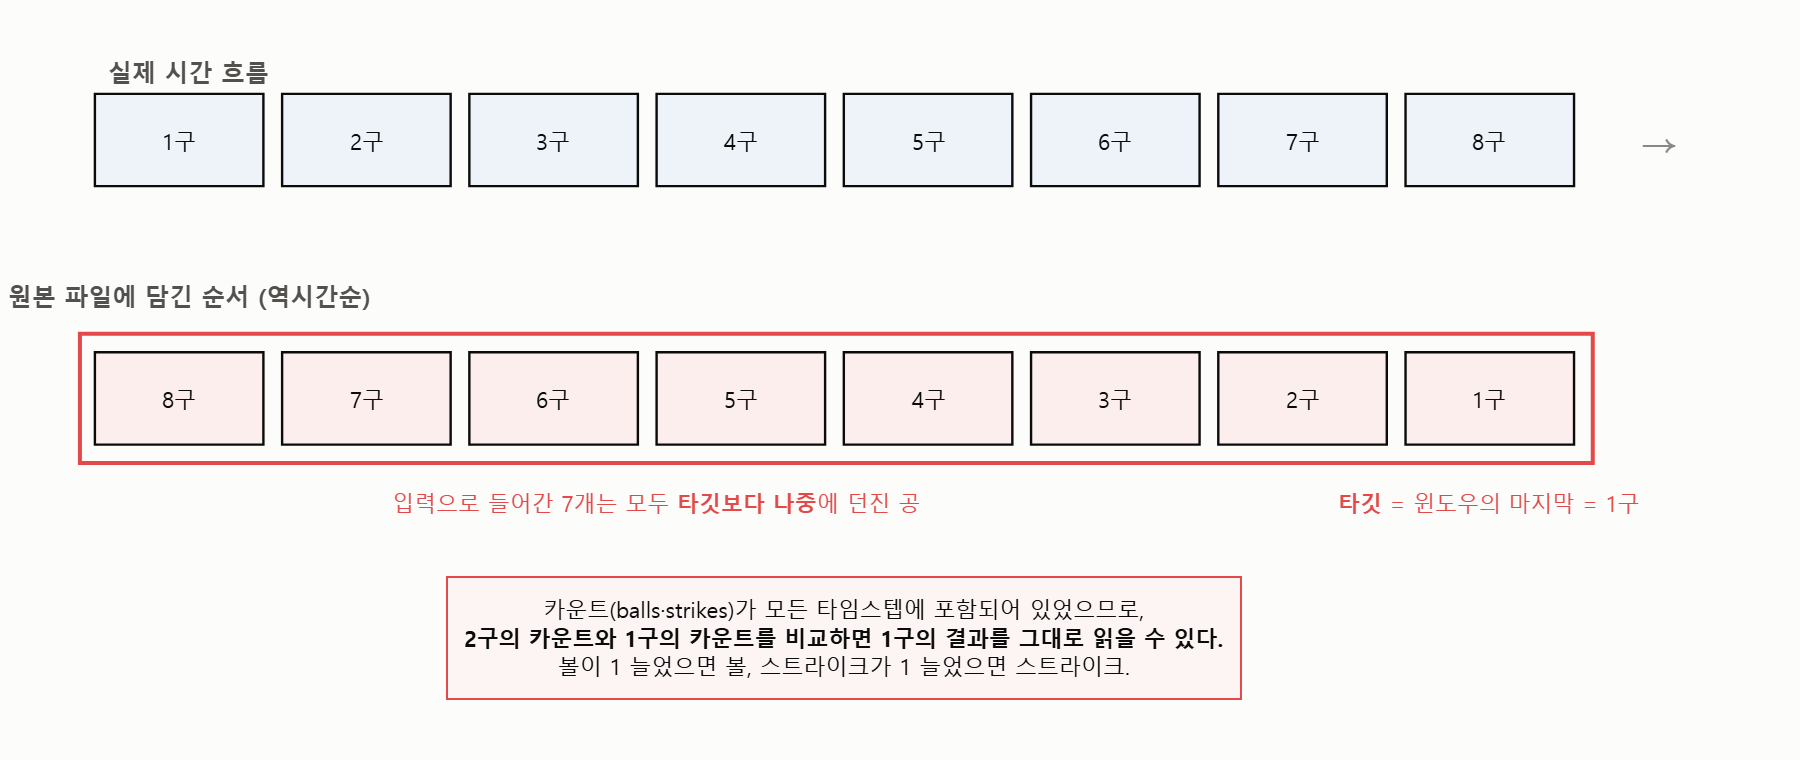 실제 시간 흐름
1구 2구 3구 4구 5구 6구 7구 8구 →
원본 파일에 담긴 순서 (역시간순)
8구 7구 6구 5구 4구 3구 2구 1구
입력으로 들어간 7개는 모두 타깃보다 나중에 던진 공
타깃 = 윈도우의 마지막 = 1구
카운트(balls·strikes)가 모든 타임스텝에 포함되어 있었으므로,
2구의 카운트와 1구의 카운트를 비교하면 1구의 결과를 그대로 읽을 수 있다.
볼이 1 늘었으면 볼, 스트라이크가 1 늘었으면 스트라이크.